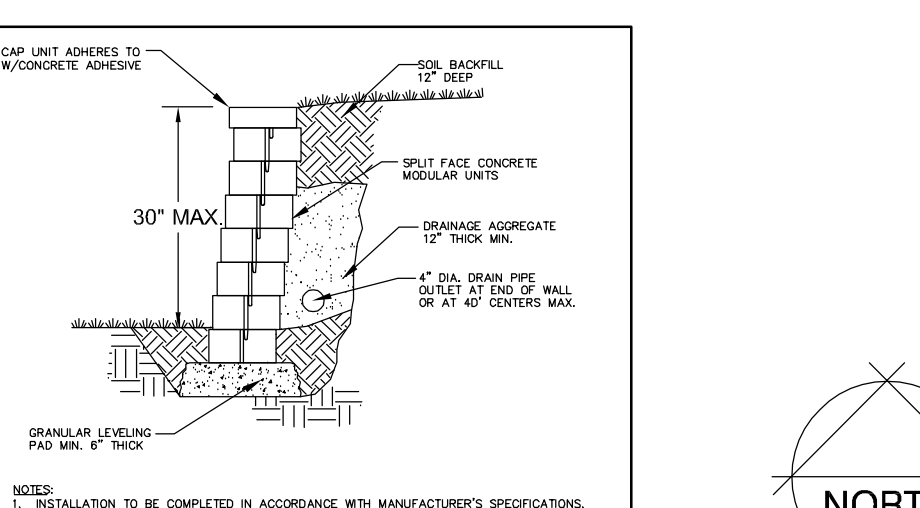 CAP UNIT ADHERES TO
W/CONCRETE ADHESIVE
SOIL BACKFILL
12" DEEP
SPLIT FACE CONCRETE
MODULAR UNITS
30" MAX.
DRAINAGE AGGREGATE
12" THICK MIN.
4" DIA. DRAIN PIPE
OUTLET AT END OF WALL
OR AT 4D' CENTERS MAX.
GRANULAR LEVELING
PAD MIN. 6" THICK
NOTES:
1. INSTALLATION TO BE COMPLETED IN ACCORDANCE WITH MANUFACTURER'S SPECIFICATIONS.
NORT